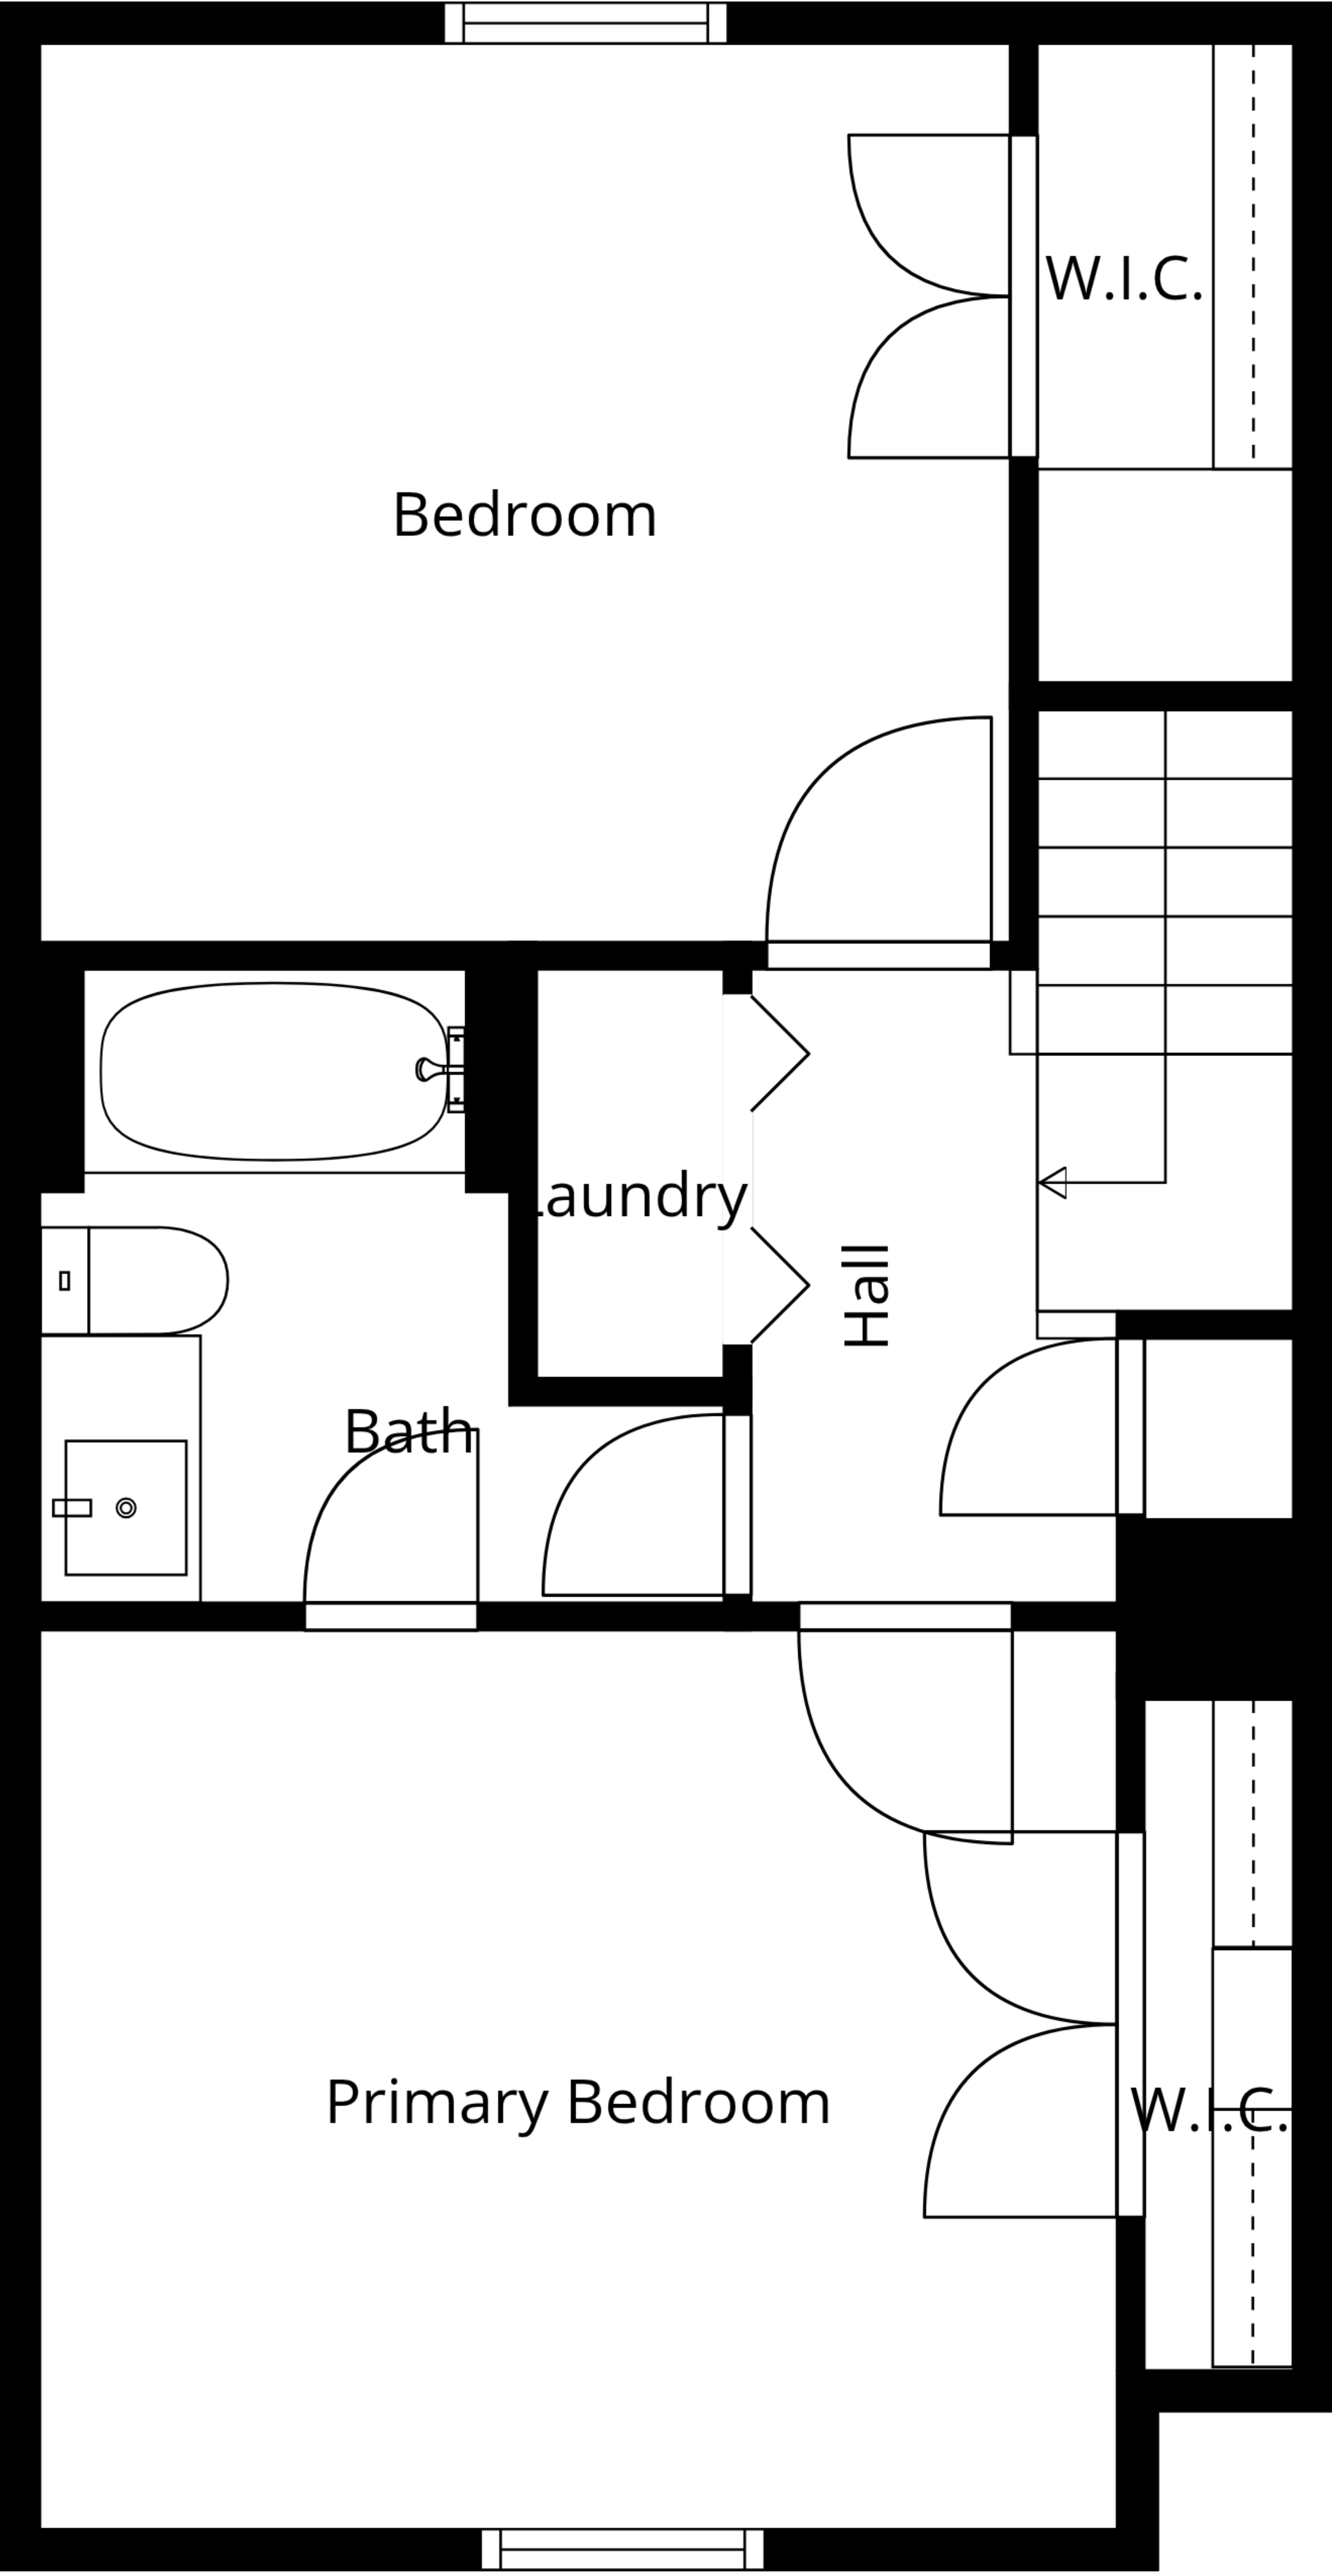 W.I.C.
Bedroom
Laundry
Hall
Bath
Primary Bedroom
W.I.C.